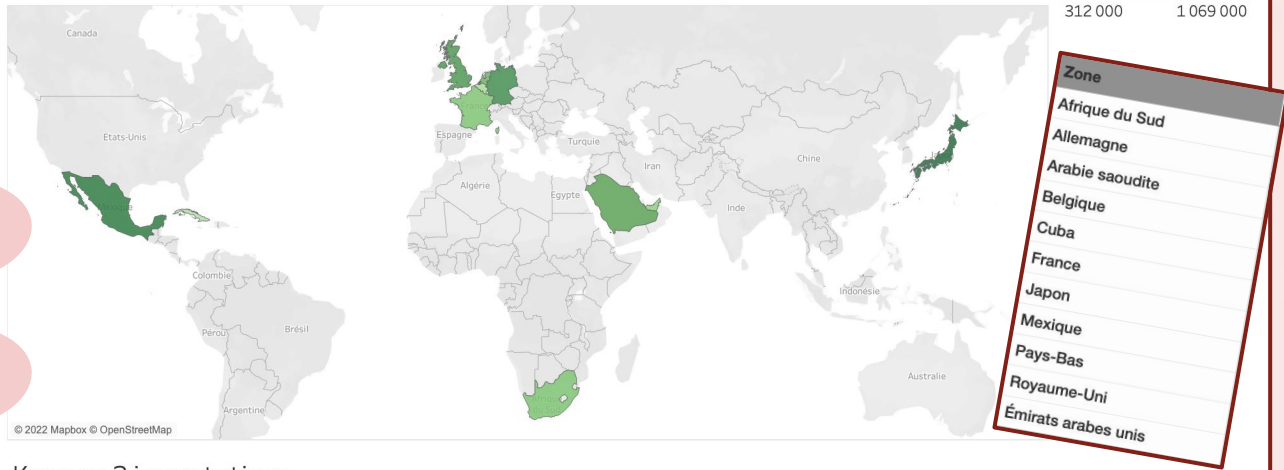 312 000 1 069 000
Canada
Etats-Unis
Espagne
Turquie
Iran
Chine
Algérie
Egypte
Inde
Colombie
Indonésie
Pérou
Brésil
Australie
Argentine
© 2022 Mapbox © OpenStreetMap
Zone
Afrique du Sud
Allemagne
Arabie saoudite
Belgique
Cuba
France
Japon
Mexique
Pays-Bas
Royaume-Uni
Émirats arabes unis